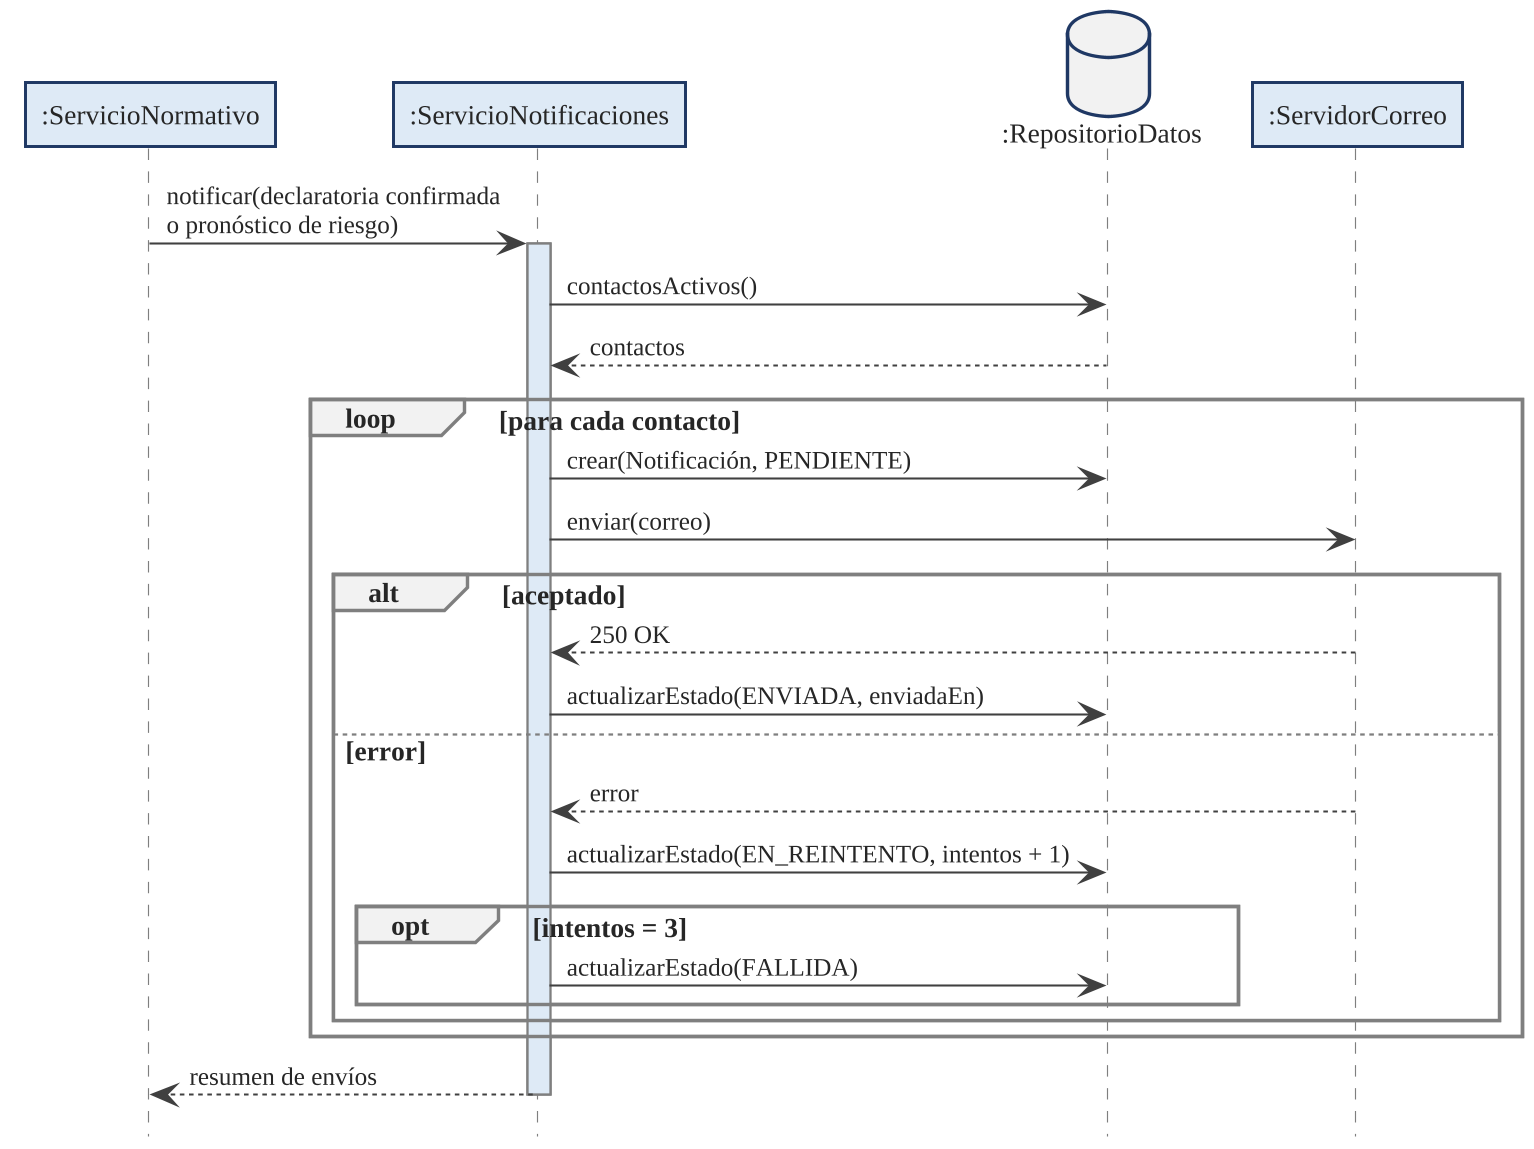 :ServicioNormativo
:ServicioNotificaciones
:RepositorioDatos
:ServidorCorreo
notificar(declaratoria confirmada
o pronóstico de riesgo)
contactosActivos()
contactos
loop
[para cada contacto]
crear(Notificación, PENDIENTE)
enviar(correo)
alt
[aceptado]
250 OK
actualizarEstado(ENVIADA, enviadaEn)
[error]
error
actualizarEstado(EN_REINTENTO, intentos + 1)
opt
[intentos = 3]
actualizarEstado(FALLIDA)
resumen de envíos